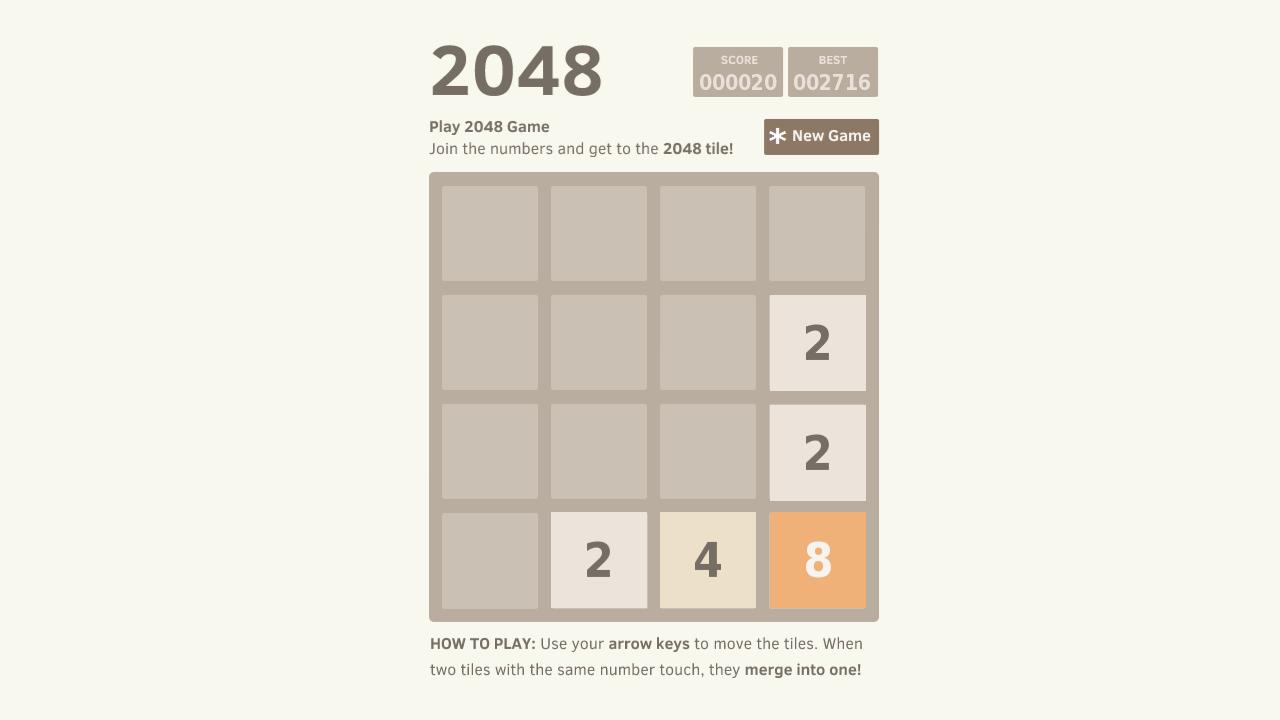 2048
SCORE
000020
BEST
002716
Play 2048 Game
Join the numbers and get to the 2048 tile!
New Game
2
2
2 4 8
HOW TO PLAY: Use your arrow keys to move the tiles. When
two tiles with the same number touch, they merge into one!